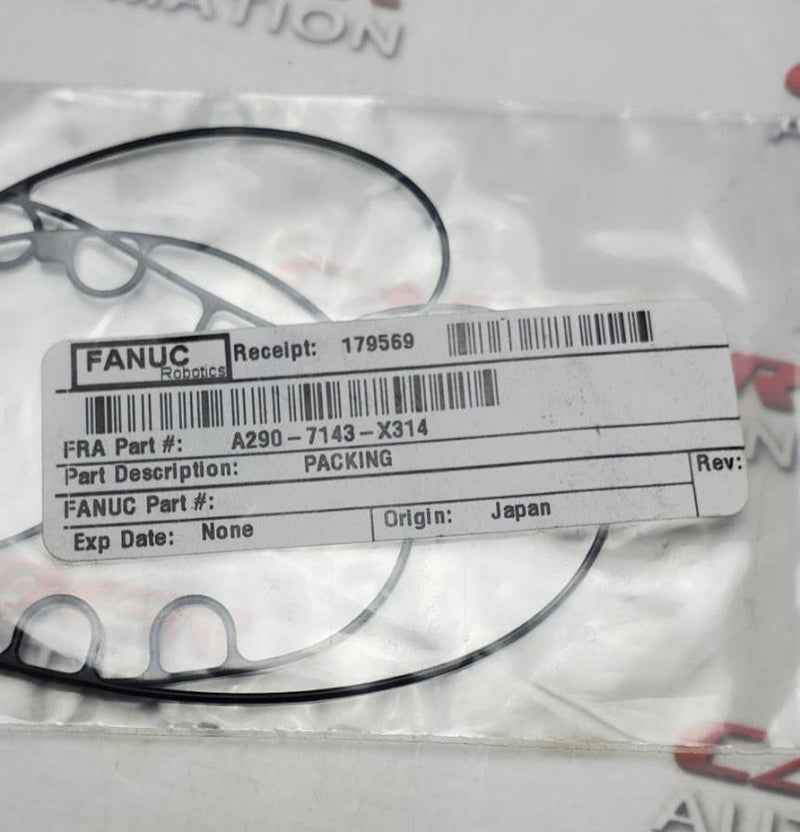 MATION
FANUC
Robotics
Receipt: 179569
FRA Part #: A290-7143-X314
Part Description: PACKING
Rev:
FANUC Part #:
Exp Date: None
Origin: Japan